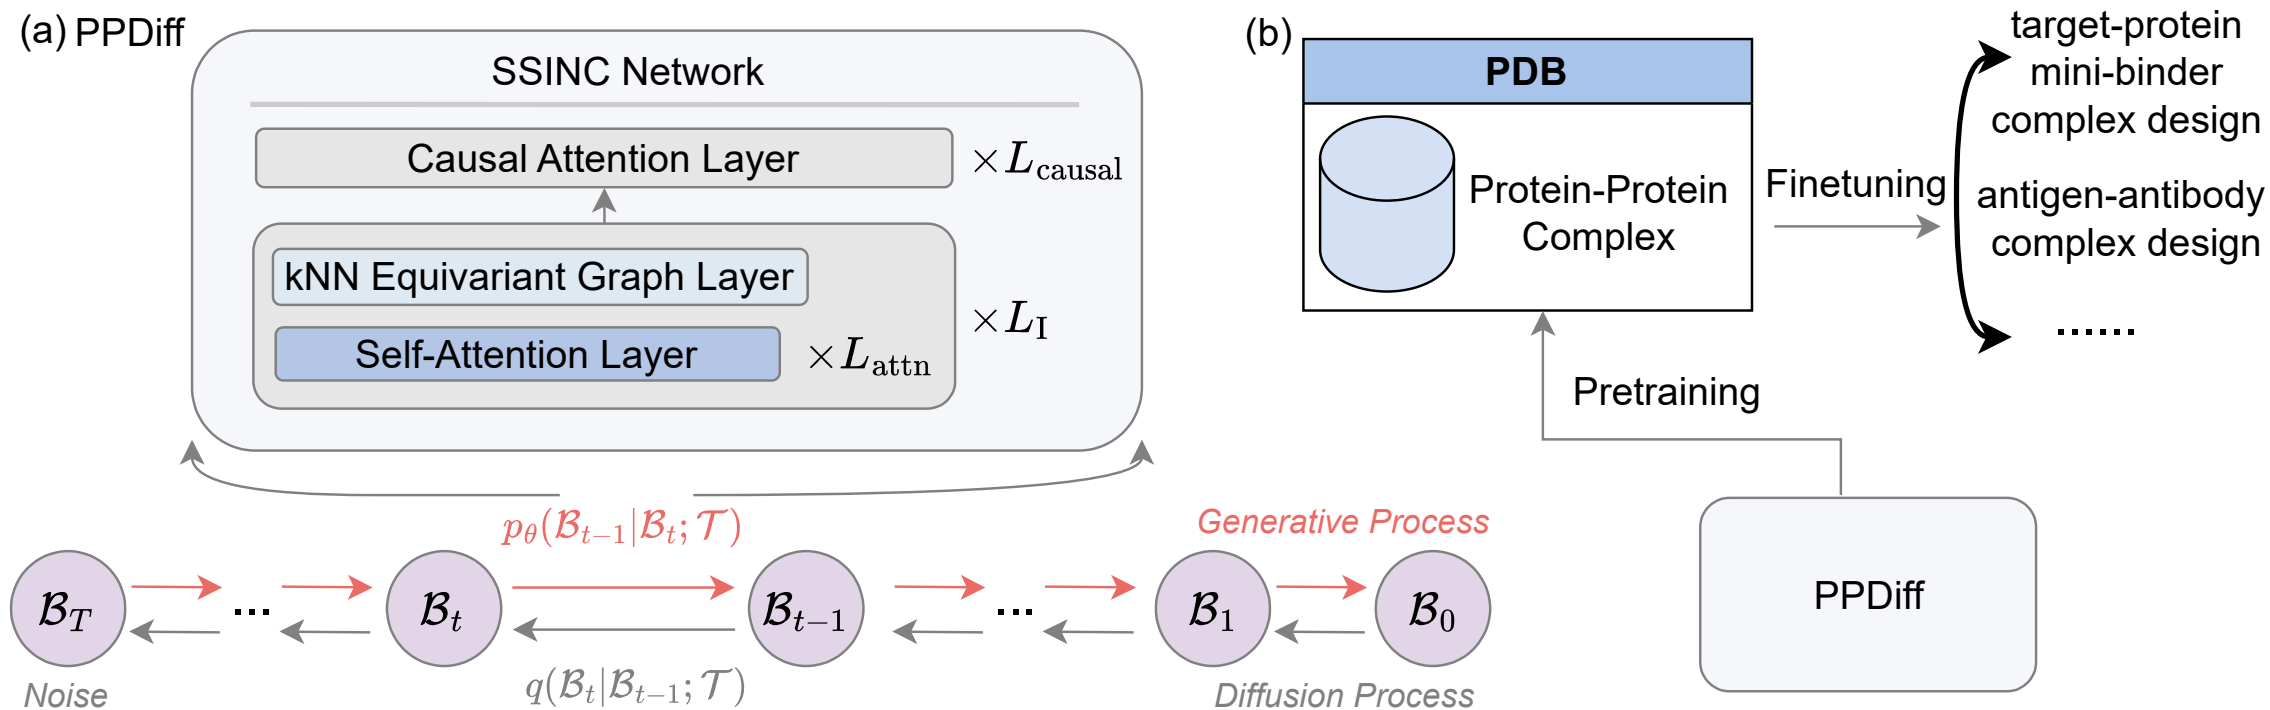 (a) PPDiff
SSINC Network
Causal Attention Layer
×L_causal
kNN Equivariant Graph Layer
×L_I
Self-Attention Layer
×L_attn
p_θ(ℬ_{t−1}|ℬ_t; 𝒯)
Generative Process
ℬ_T
...
ℬ_t
ℬ_{t−1}
...
ℬ_1
ℬ_0
q(ℬ_t|ℬ_{t−1}; 𝒯)
Noise
Diffusion Process
(b)
PDB
Protein-Protein
Complex
Finetuning
target-protein
mini-binder
complex design
antigen-antibody
complex design
......
Pretraining
PPDiff